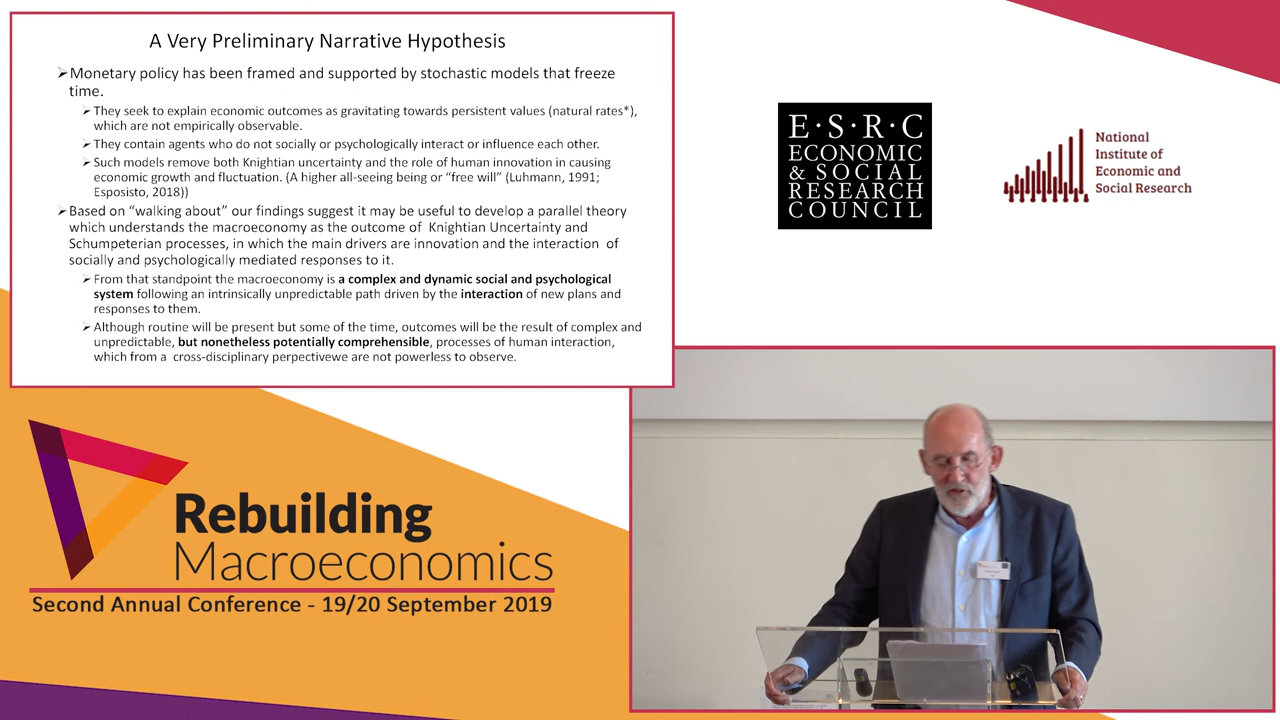 A Very Preliminary Narrative Hypothesis
➢Monetary policy has been framed and supported by stochastic models that freeze
time.
➢They seek to explain economic outcomes as gravitating towards persistent values (natural rates*),
which are not empirically observable.
➢They contain agents who do not socially or psychologically interact or influence each other.
➢Such models remove both Knightian uncertainty and the role of human innovation in causing
economic growth and fluctuation. (A higher all-seeing being or “free will” (Luhmann, 1991;
Esposisto, 2018))
➢Based on “walking about” our findings suggest it may be useful to develop a parallel theory
which understands the macroeconomy as the outcome of Knightian Uncertainty and
Schumpeterian processes, in which the main drivers are innovation and the interaction of
socially and psychologically mediated responses to it.
➢From that standpoint the macroeconomy is a complex and dynamic social and psychological
system following an intrinsically unpredictable path driven by the interaction of new plans and
responses to them.
➢Although routine will be present but some of the time, outcomes will be the result of complex and
unpredictable, but nonetheless potentially comprehensible, processes of human interaction,
which from a cross-disciplinary perpectivewe are not powerless to observe.
E·S·R·C
ECONOMIC
& SOCIAL
RESEARCH
COUNCIL
National
Institute of
Economic and
Social Research
Rebuilding
Macroeconomics
Second Annual Conference - 19/20 September 2019